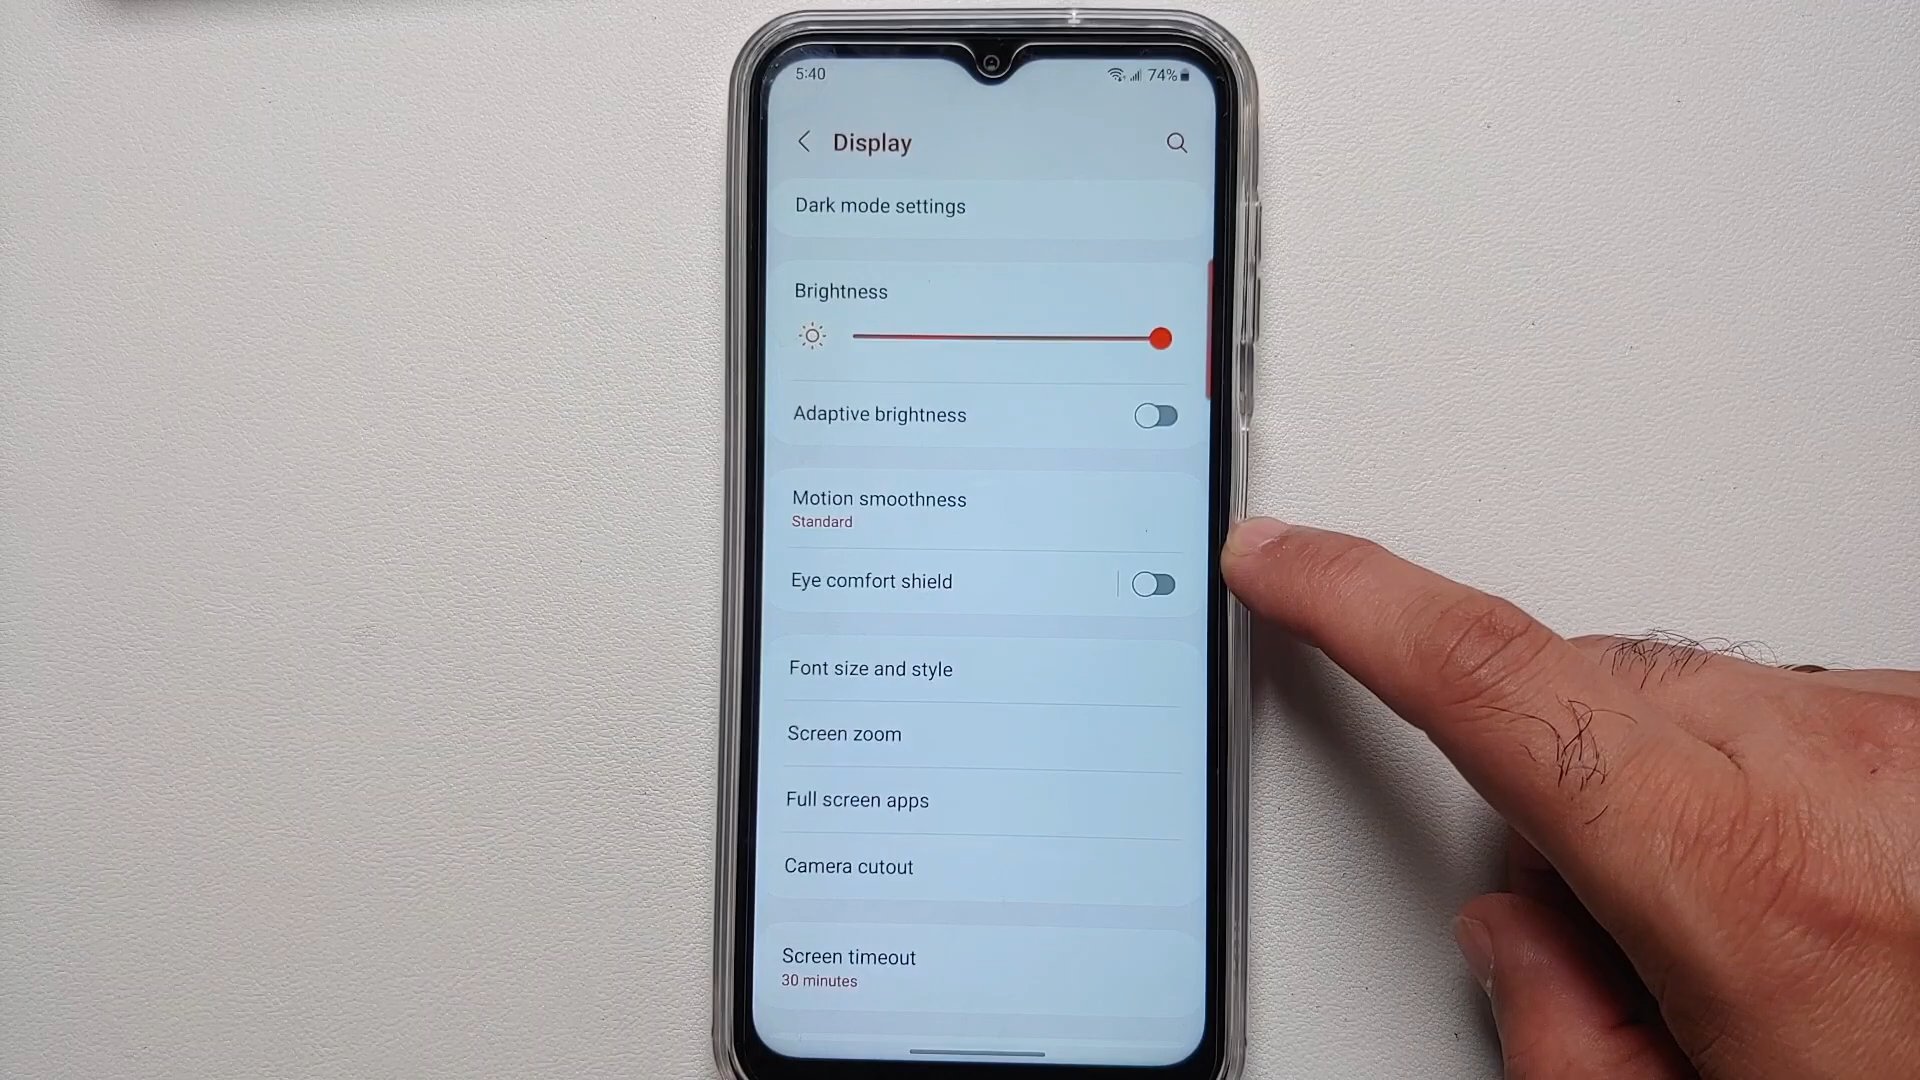 5:40
74%
Display
Dark mode settings
Brightness
Adaptive brightness
Motion smoothness
Standard
Eye comfort shield
Font size and style
Screen zoom
Full screen apps
Camera cutout
Screen timeout
30 minutes